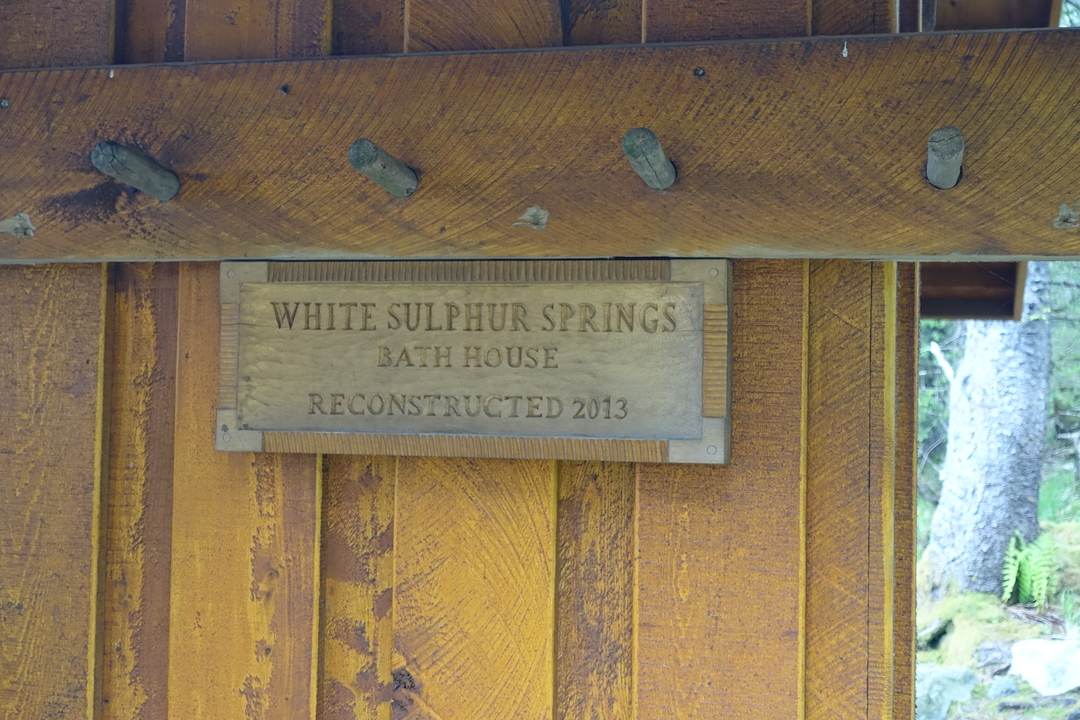 WHITE SULPHUR SPRINGS
BATH HOUSE
RECONSTRUCTED 2013